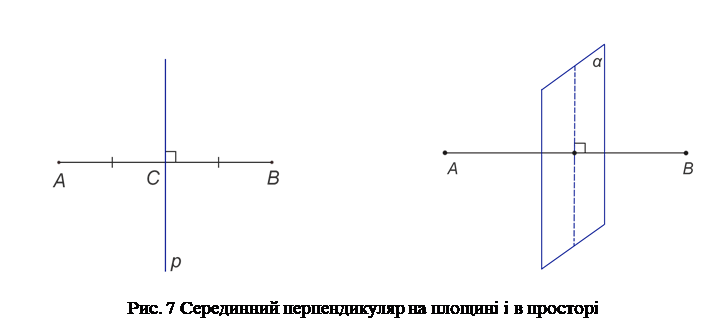 α
A
C
B
A
B
p
Рис. 7 Серединний перпендикуляр на площині і в просторі